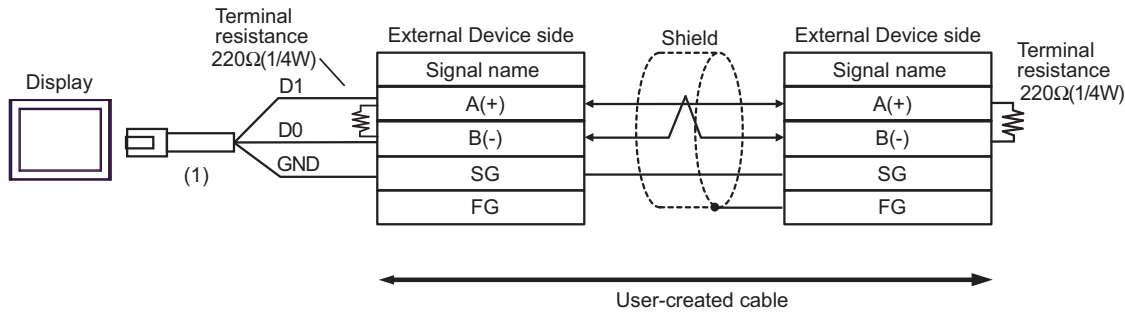 Display
(1)
Terminal
resistance
220Ω(1/4W)
D1
D0
GND
External Device side
Signal name
A(+)
B(-)
SG
FG
Shield
External Device side
Signal name
A(+)
B(-)
SG
FG
Terminal
resistance
220Ω(1/4W)
User-created cable